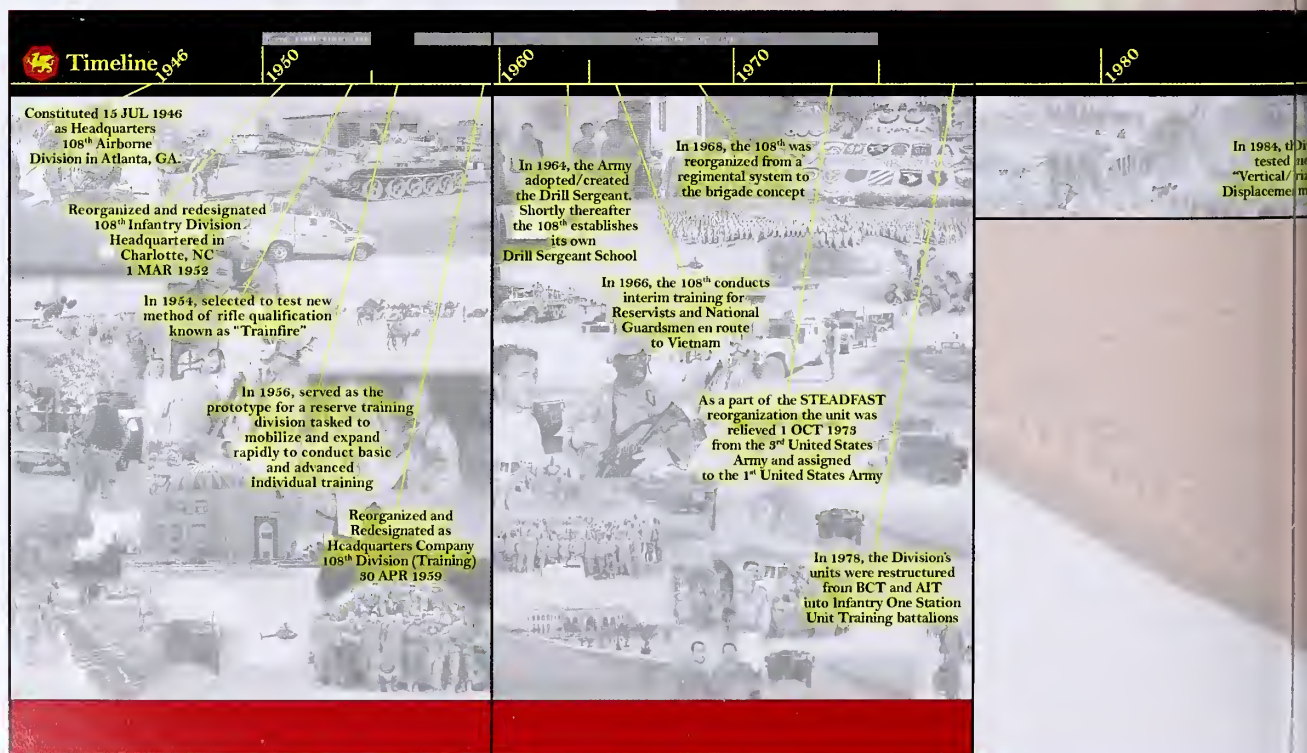 Timeline
1946
1950
1960
1970
1980
Constituted 15 JUL 1946
as Headquarters
108th Airborne
Division in Atlanta, GA.
Reorganized and redesignated
108th Infantry Division
Headquartered in
Charlotte, NC
1 MAR 1952
In 1954, selected to test new
method of rifle qualification
known as "Trainfire"
In 1956, served as the
prototype for a reserve training
division tasked to
mobilize and expand
rapidly to conduct basic
and advanced
individual training
Reorganized and
Redesignated as
Headquarters Company
108th Division (Training)
30 APR 1959
In 1964, the Army
adopted/created
the Drill Sergeant.
Shortly thereafter
the 108th establishes
its own
Drill Sergeant School
In 1968, the 108th was
reorganized from a
regimental system to
the brigade concept
In 1966, the 108th conducts
interim training for
Reservists and National
Guardsmen en route
to Vietnam
As a part of the STEADFAST
reorganization the unit was
relieved 1 OCT 1973
from the 3rd United States
Army and assigned
to the 1st United States Army
In 1978, the Division's
units were restructured
from BCT and AIT
into Infantry One Station
Unit Training battalions
In 1984,
tested
"Vertical/